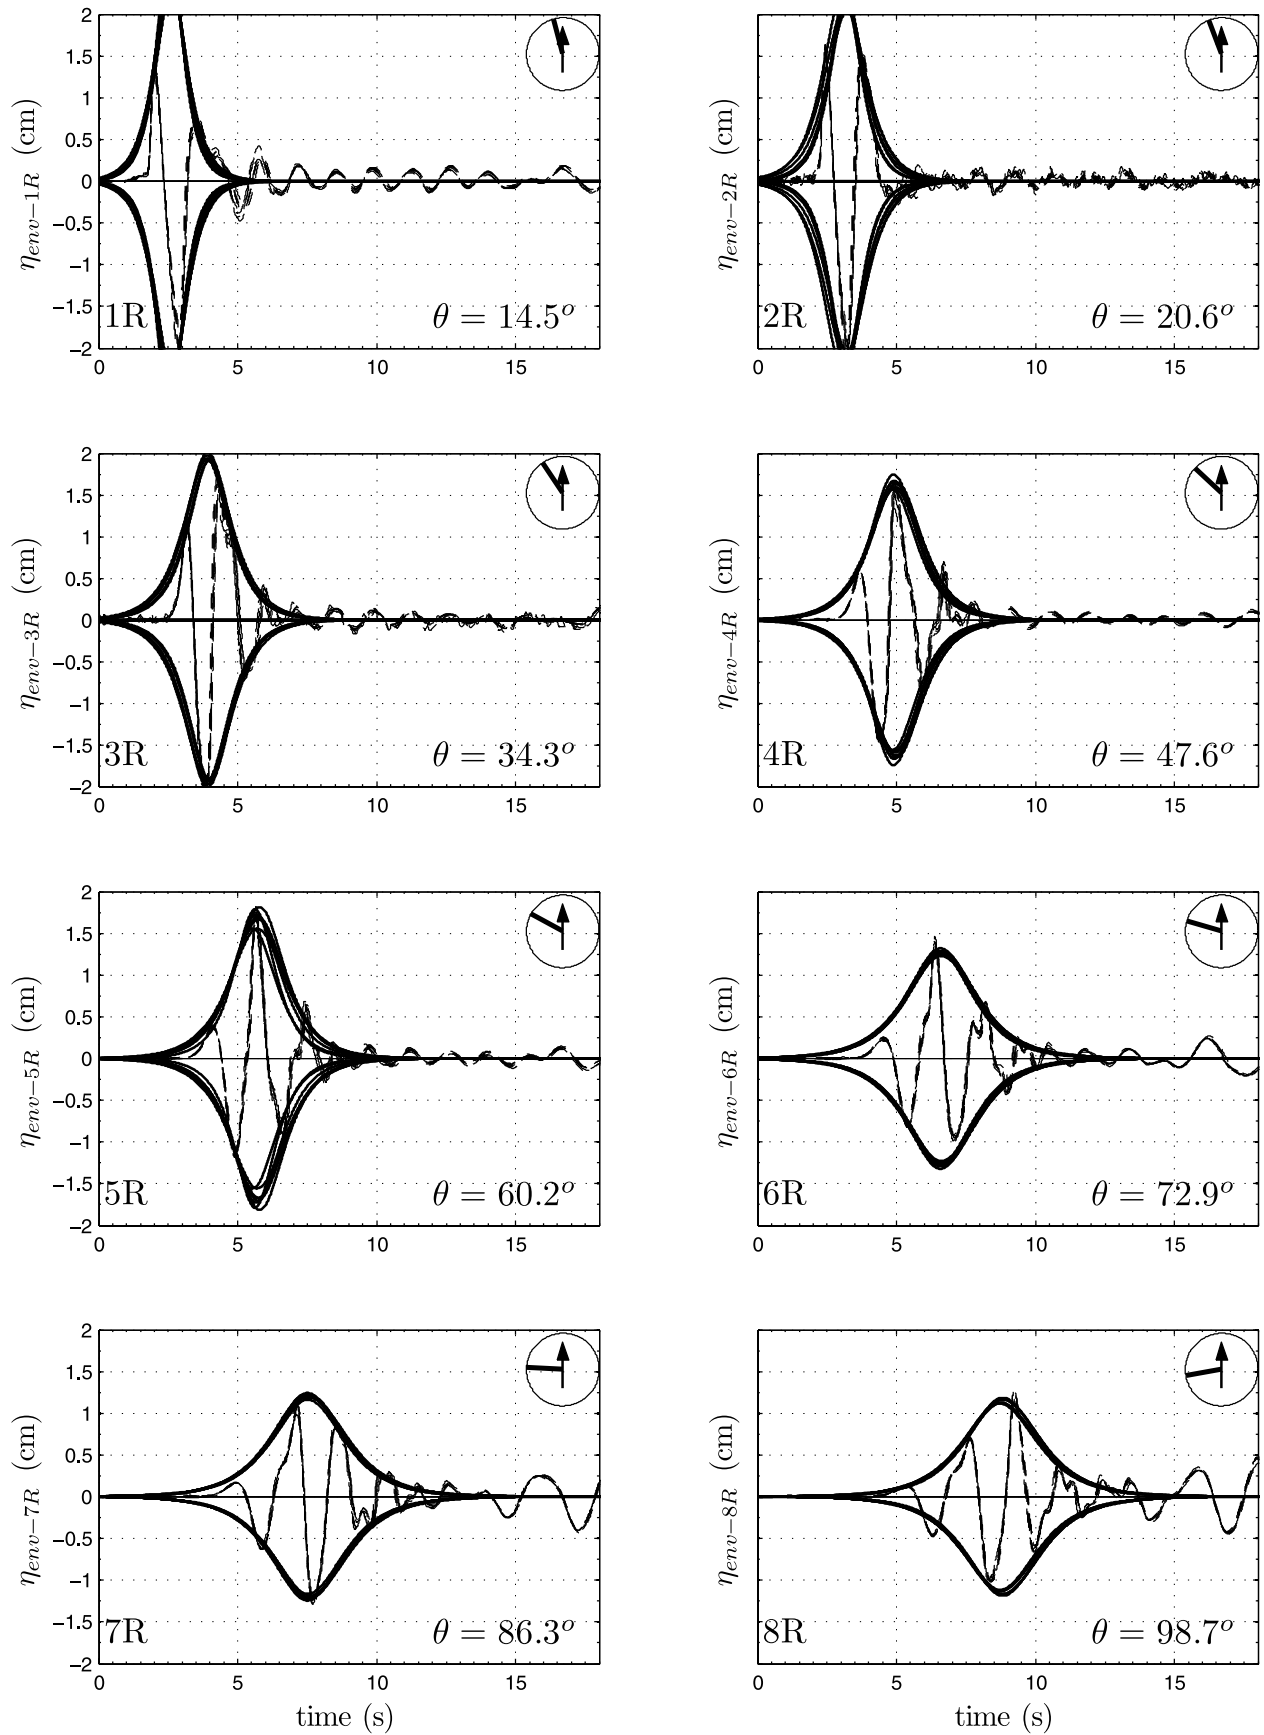 2
1.5
1
0.5
0
−0.5
−1
−1.5
−2
η_{env−1R} (cm)
1R
θ = 14.5°
0 5 10 15
η_{env−2R} (cm)
2R
θ = 20.6°
0 5 10 15
2
1.5
1
0.5
0
−0.5
−1
−1.5
−2
η_{env−3R} (cm)
3R
θ = 34.3°
0 5 10 15
η_{env−4R} (cm)
4R
θ = 47.6°
0 5 10 15
2
1.5
1
0.5
0
−0.5
−1
−1.5
−2
η_{env−5R} (cm)
5R
θ = 60.2°
0 5 10 15
η_{env−6R} (cm)
6R
θ = 72.9°
0 5 10 15
2
1.5
1
0.5
0
−0.5
−1
−1.5
−2
η_{env−7R} (cm)
7R
θ = 86.3°
0 5 10 15
time (s)
η_{env−8R} (cm)
8R
θ = 98.7°
0 5 10 15
time (s)